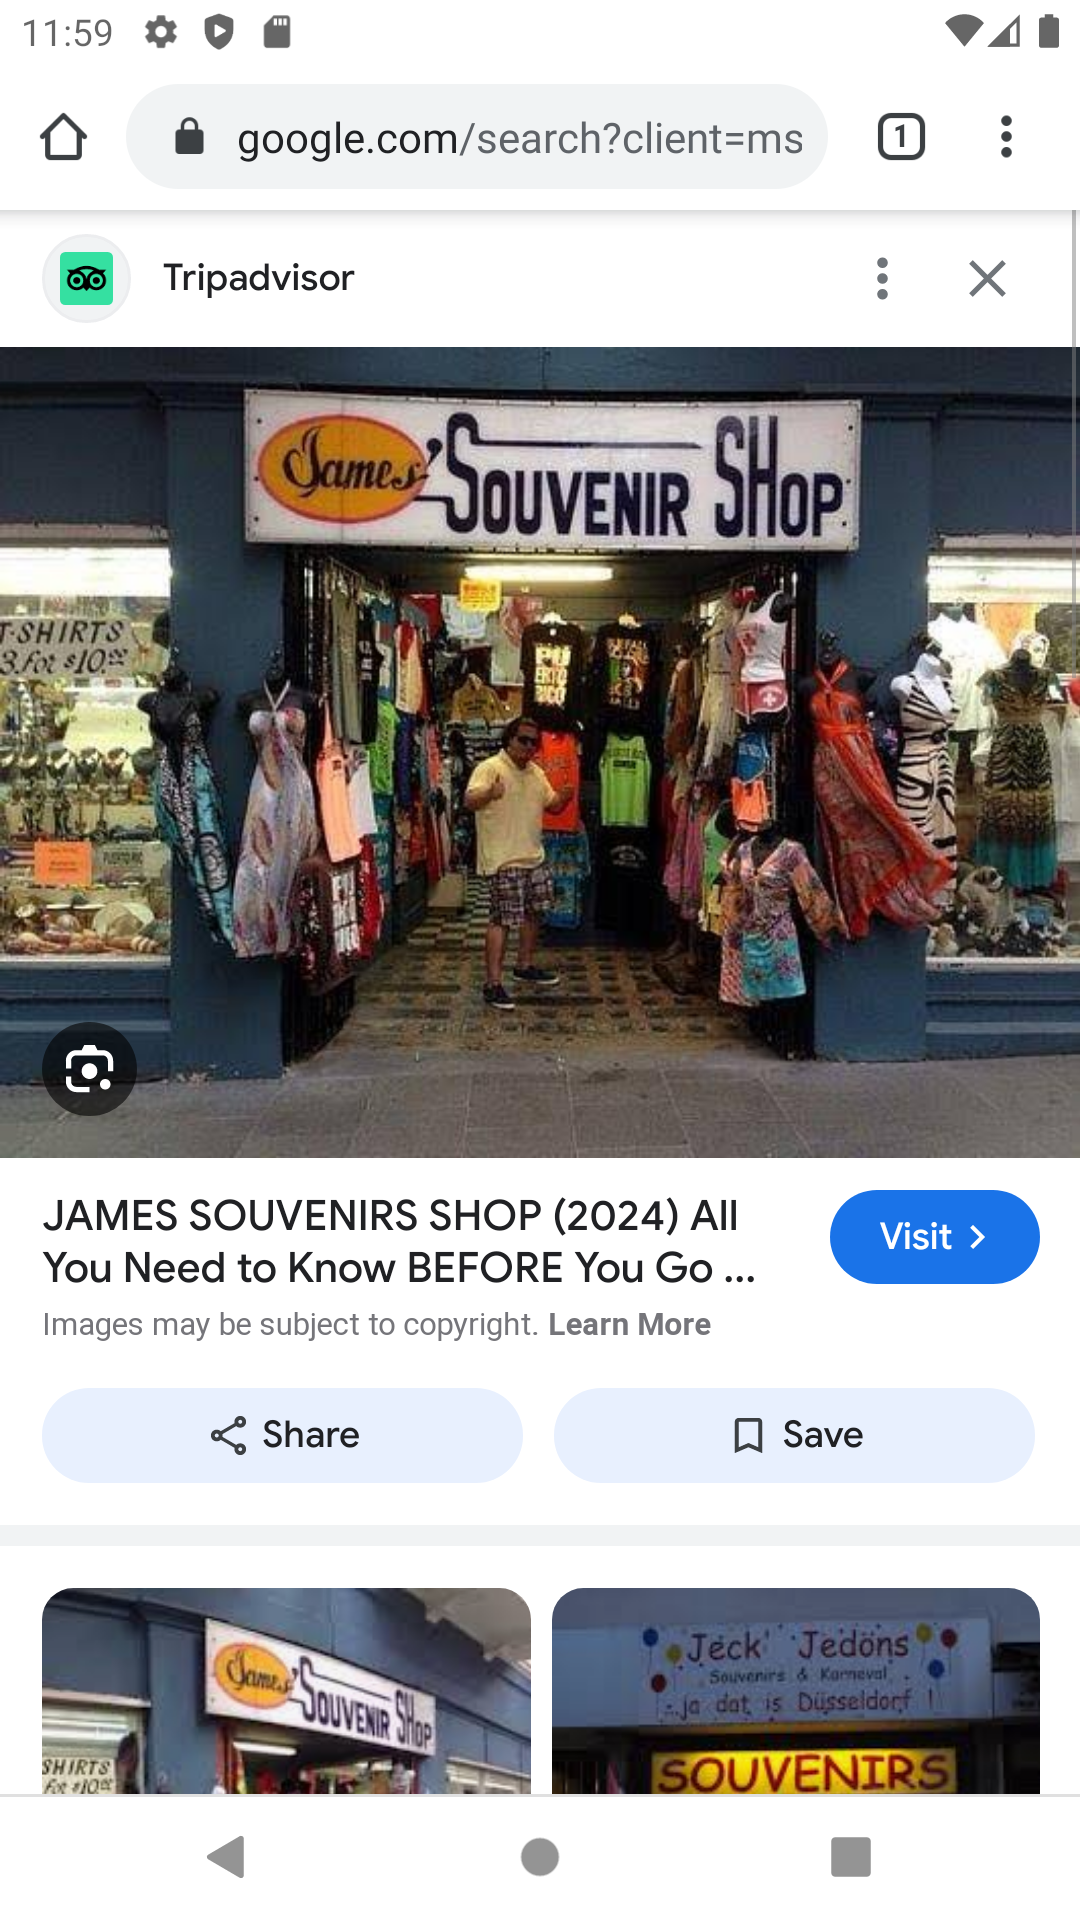 11:59
google.com/search?client=ms
1
Tripadvisor
James' SOUVENIR SHOP
T-SHIRTS
3 For $10.00
PU
ERTO
RICO
PUERTO RICO
JAMES SOUVENIRS SHOP (2024) All
You Need to Know BEFORE You Go ...
Visit
Images may be subject to copyright. Learn More
Share
Save
James' SOUVENIR SHOP
SHIRTS
For $10.00
Jeck' Jedöns
Souvenirs & Karneval
..ja dat is Düsseldorf !
SOUVENIRS